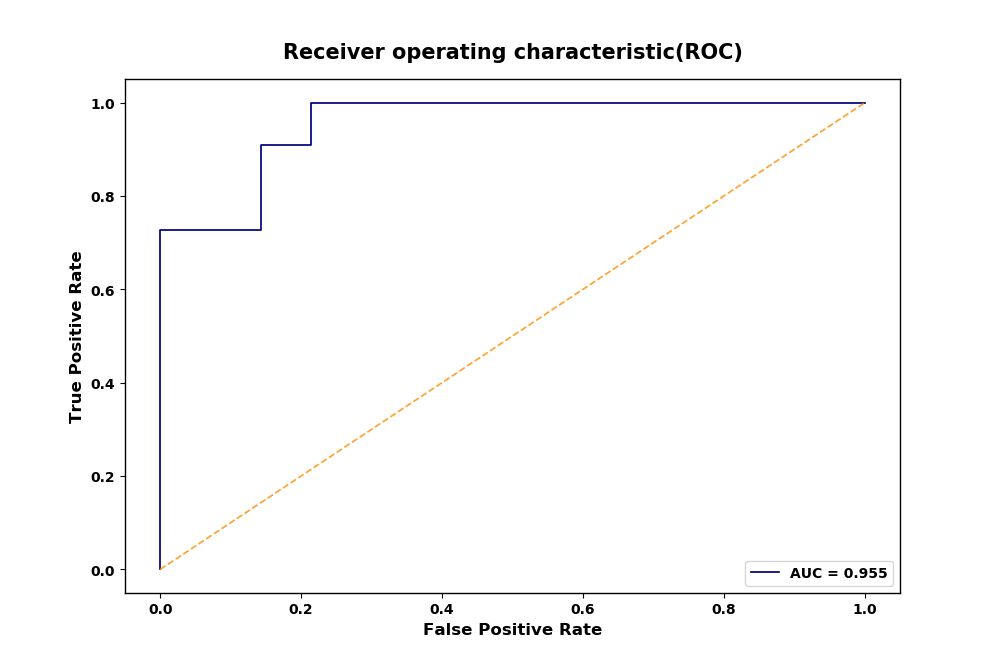 Receiver operating characteristic(ROC)
True Positive Rate
1.0
0.8
0.6
0.4
0.2
0.0
AUC = 0.955
0.0 0.2 0.4 0.6 0.8 1.0
False Positive Rate